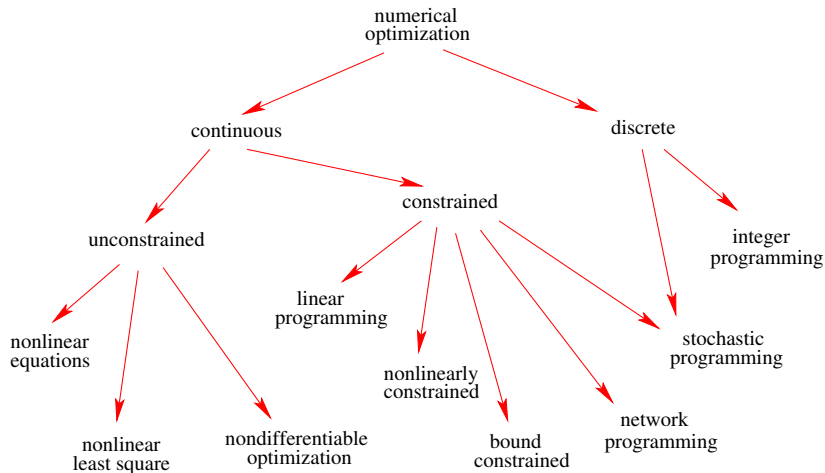 numerical
optimization
continuous
discrete
constrained
unconstrained
integer
programming
linear
programming
nonlinear
equations
stochastic
programming
nonlinearly
constrained
network
programming
nonlinear
least square
nondifferentiable
optimization
bound
constrained